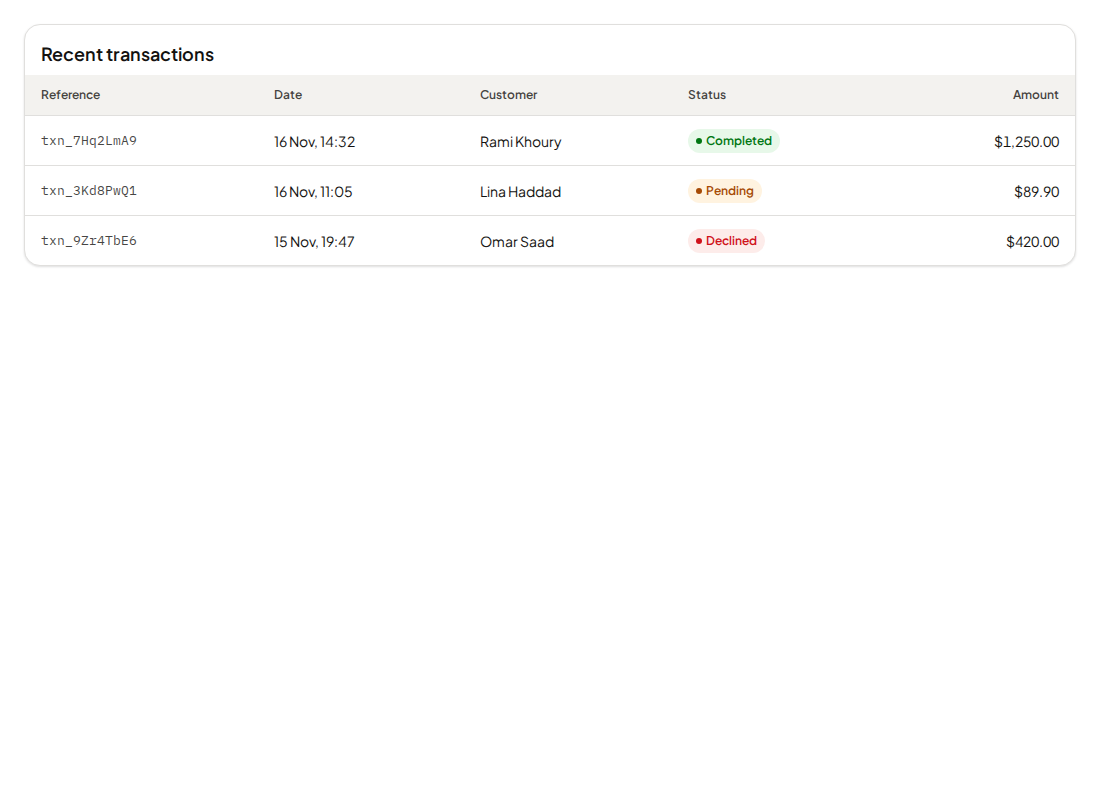 Recent transactions
Reference Date Customer Status Amount
txn_7Hq2LmA9 16 Nov, 14:32 Rami Khoury Completed $1,250.00
txn_3Kd8PwQ1 16 Nov, 11:05 Lina Haddad Pending $89.90
txn_9Zr4TbE6 15 Nov, 19:47 Omar Saad Declined $420.00